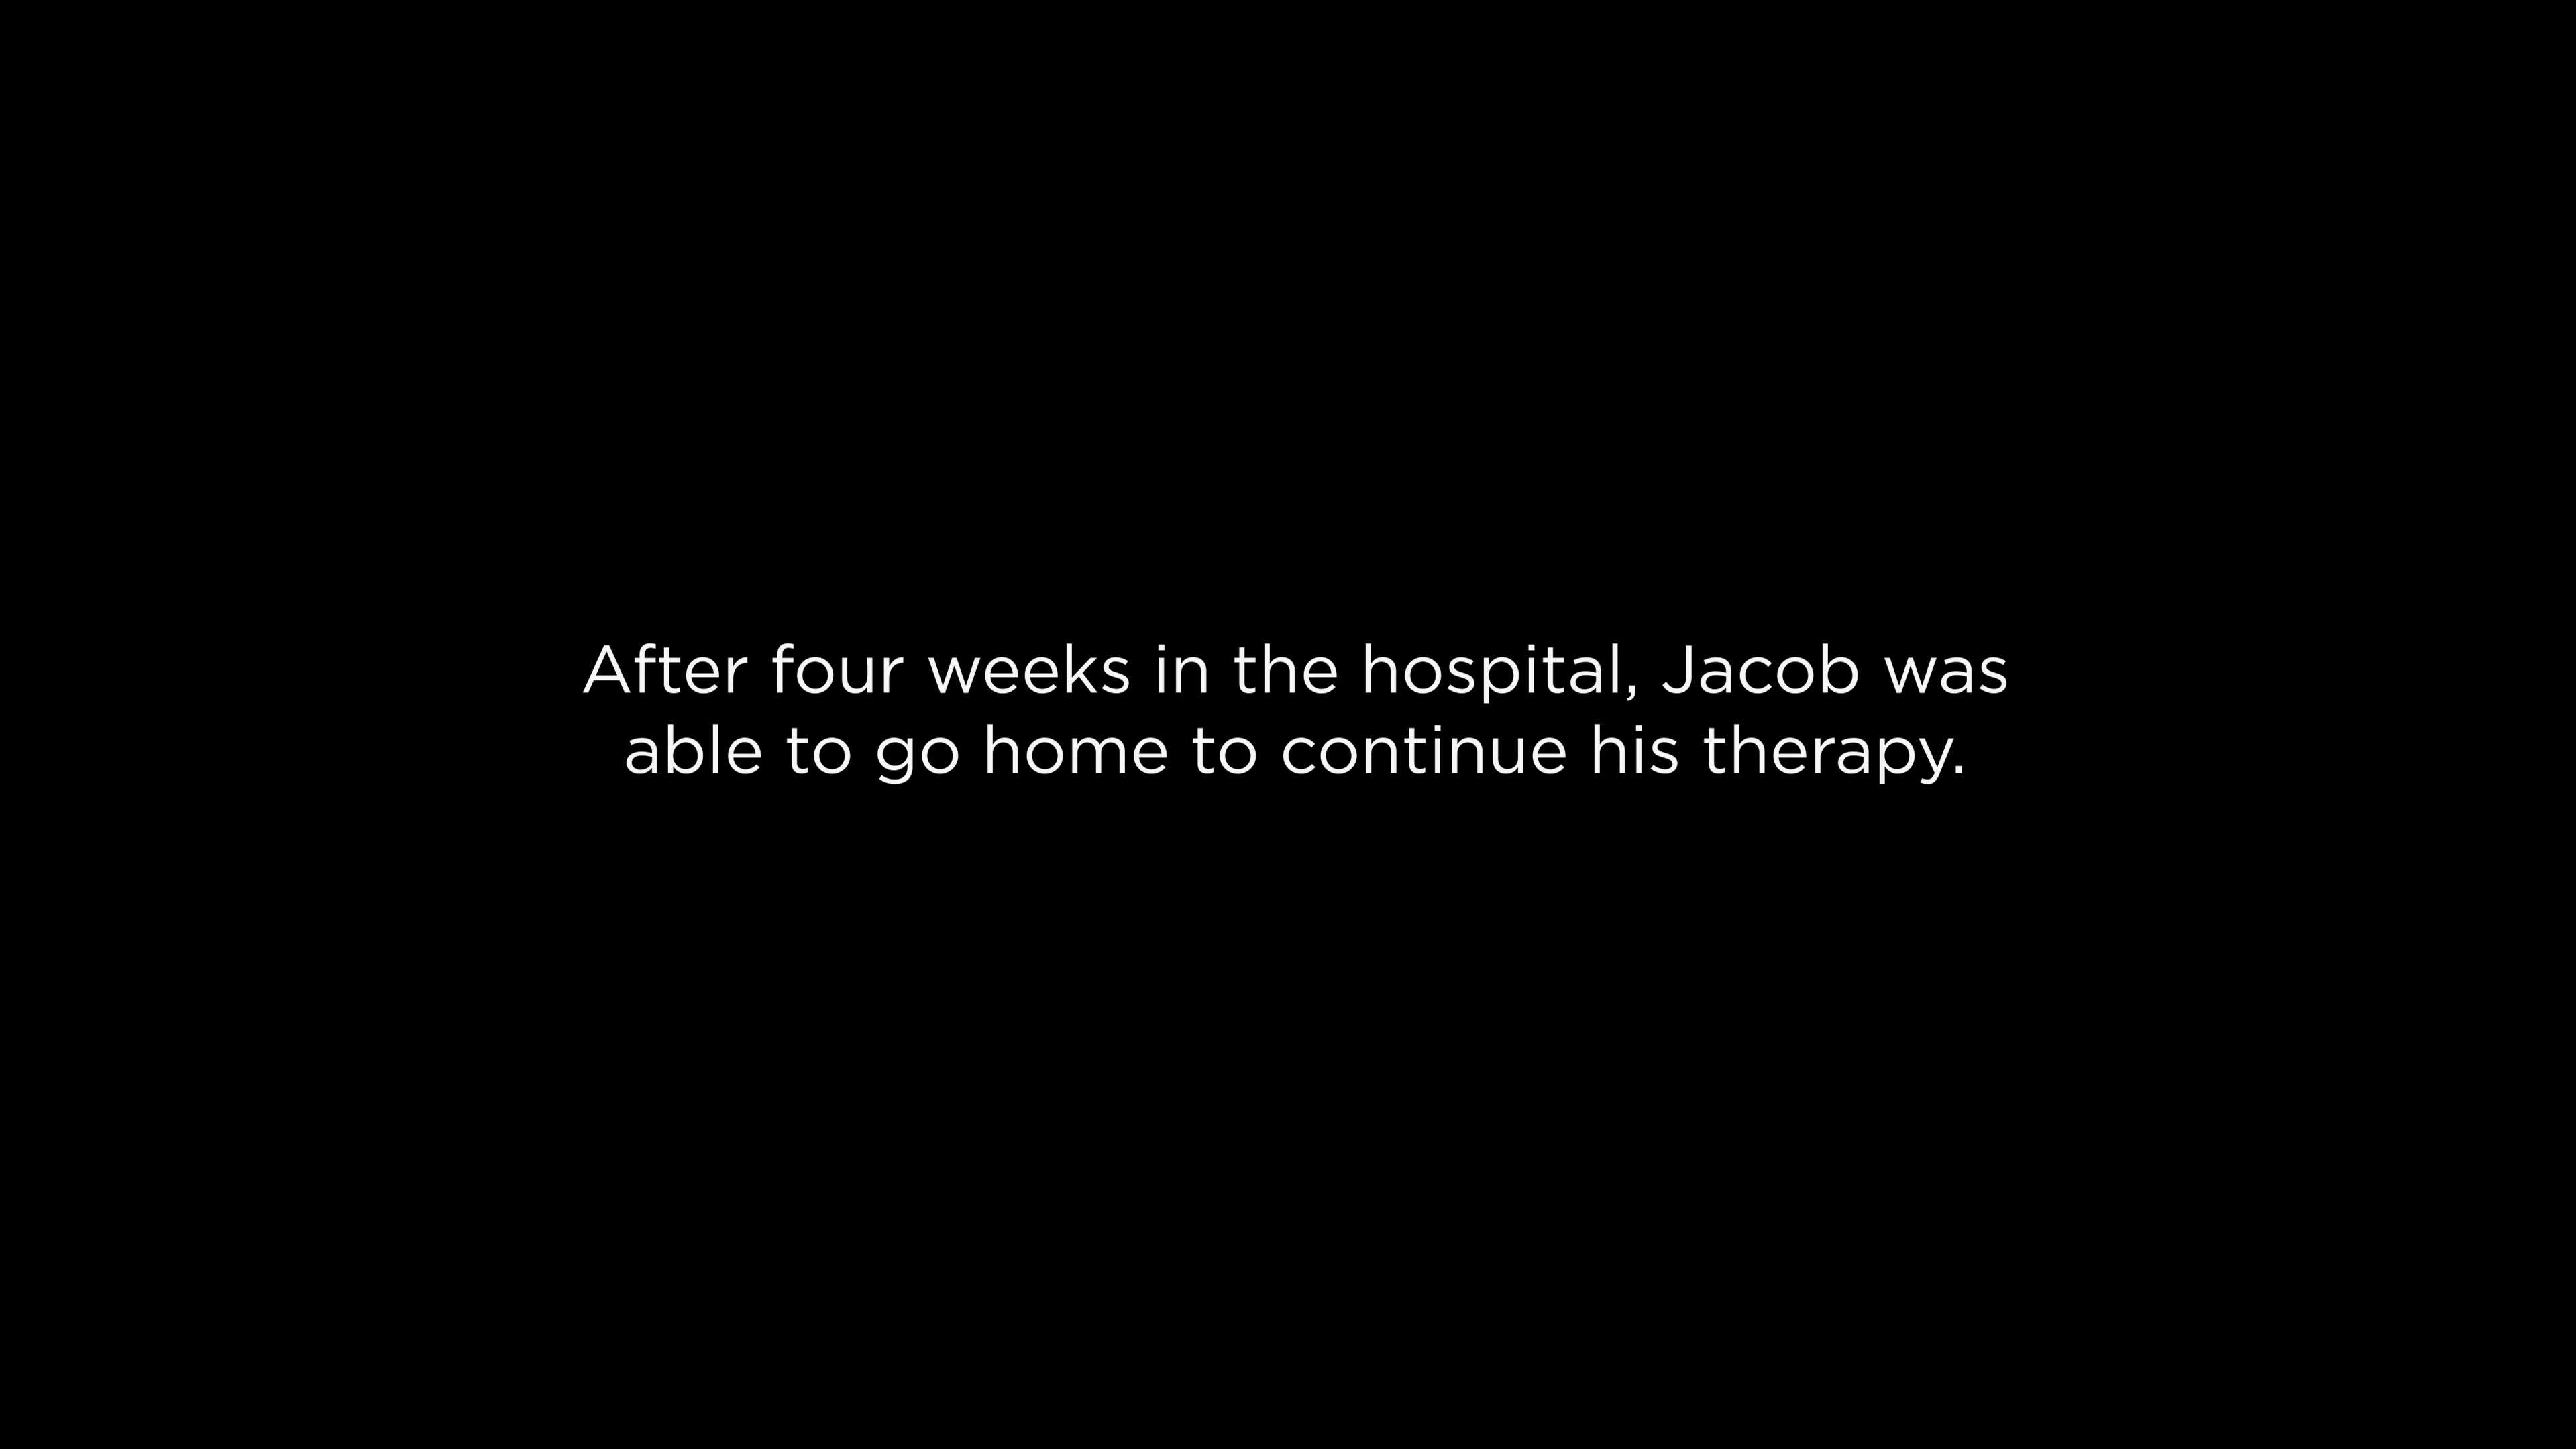 After four weeks in the hospital, Jacob was
able to go home to continue his therapy.